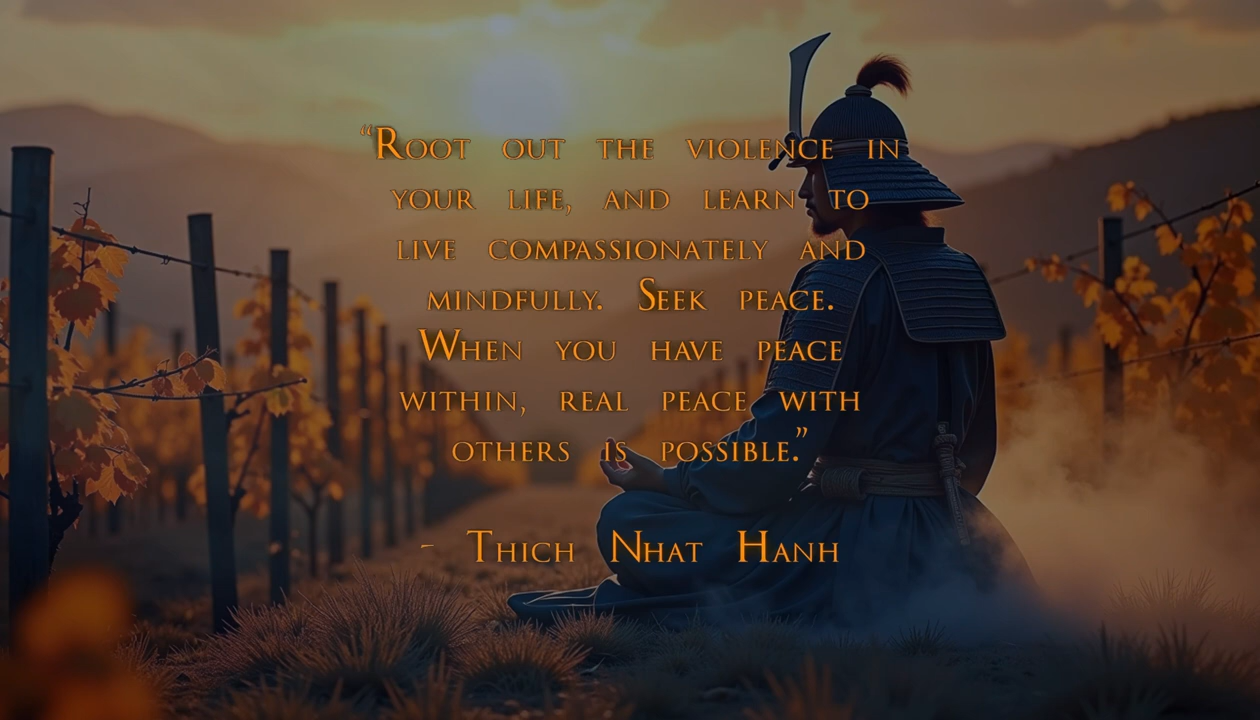 “Root out the violence in
your life, and learn to
live compassionately and
mindfully. Seek peace.
When you have peace
within, real peace with
others is possible.”
- Thich Nhat Hanh